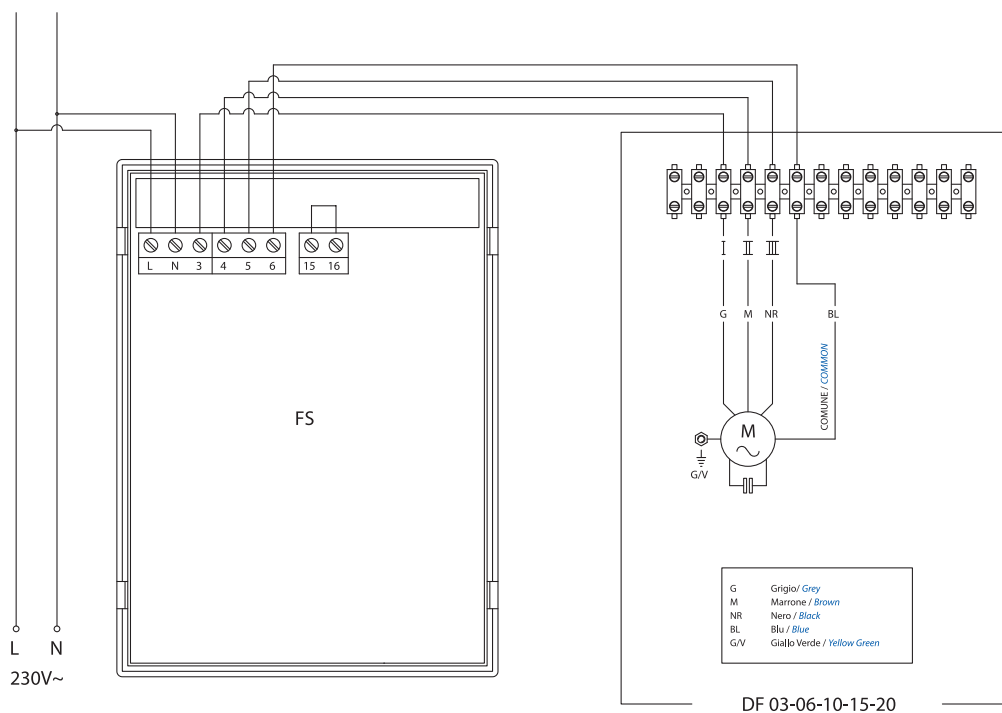 L N 3 4 5 6 15 16
I II III
G M NR BL
COMUNE / COMMON
FS
M
G/V
G Grigio/ Grey
M Marrone / Brown
NR Nero / Black
BL Blu / Blue
G/V Giallo Verde / Yellow Green
L N
230V~
DF 03-06-10-15-20